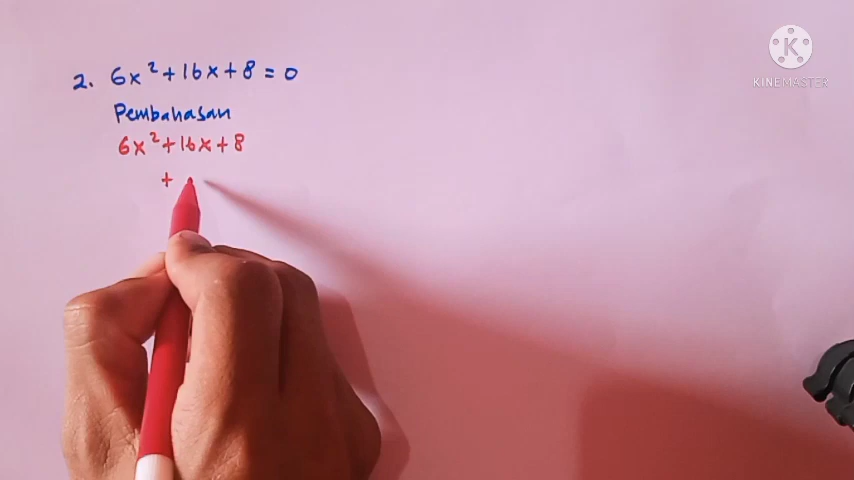 2. 6x²+16x+8=0
Pembahasan
6x²+16x+8
+
K
KINEMASTER